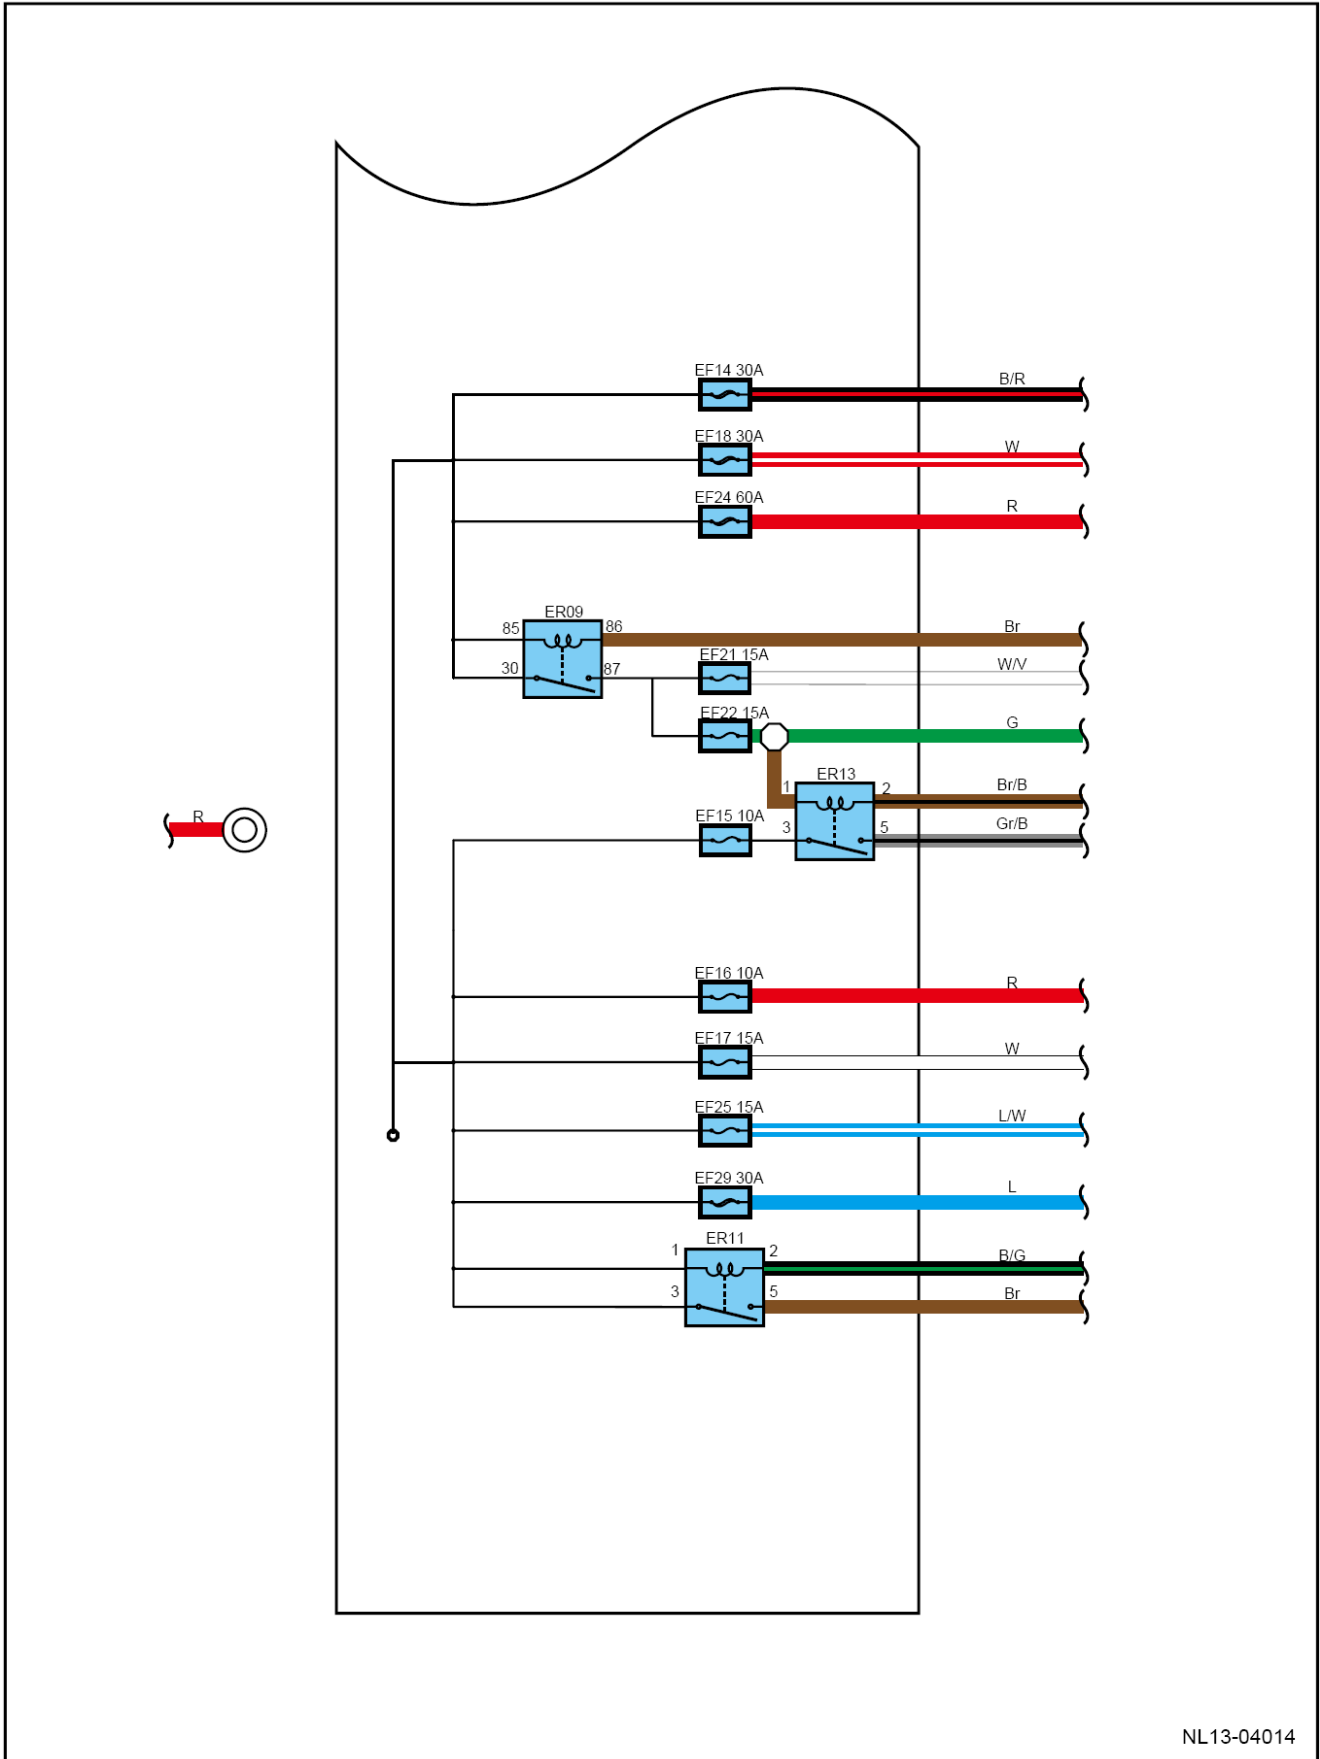 EF14 30A
B/R
EF18 30A
W
EF24 60A
R
ER09
85
86
Br
30
87
EF21 15A
W/V
EF22 15A
G
ER13
1
2
Br/B
R
EF15 10A
3
5
Gr/B
EF16 10A
R
EF17 15A
W
EF25 15A
L/W
EF29 30A
L
ER11
1
2
B/G
3
5
Br
NL13-04014